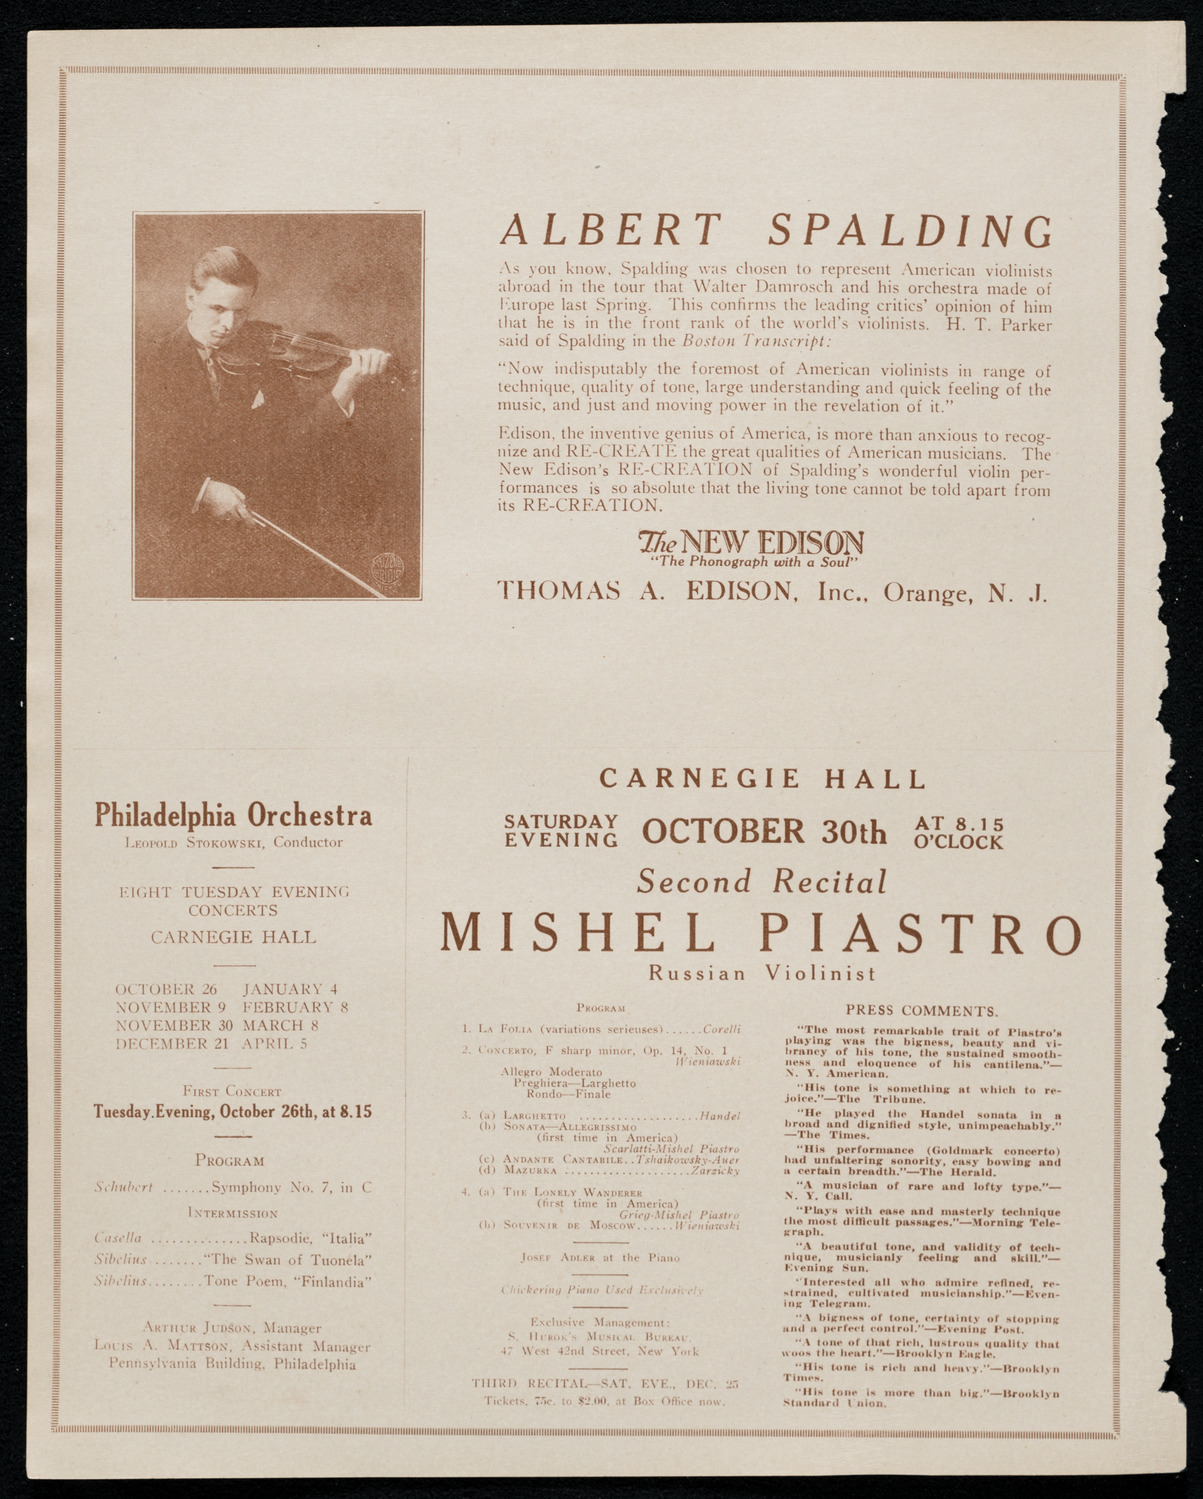 ALBERT SPALDING
As you know, Spalding was chosen to represent American violinists
abroad in the tour that Walter Damrosch and his orchestra made of
Europe last Spring. This confirms the leading critics' opinion of him
that he is in the front rank of the world's violinists. H. T. Parker
said of Spalding in the Boston Transcript:
"Now indisputably the foremost of American violinists in range of
technique, quality of tone, large understanding and quick feeling of the
music, and just and moving power in the revelation of it."
Edison, the inventive genius of America, is more than anxious to recog-
nize and RE-CREATE the great qualities of American musicians. The
New Edison's RE-CREATION of Spalding's wonderful violin per-
formances is so absolute that the living tone cannot be told apart from
its RE-CREATION.
The NEW EDISON
"The Phonograph with a Soul"
THOMAS A. EDISON, Inc., Orange, N. J.
Philadelphia Orchestra
LEOPOLD STOKOWSKI, Conductor
EIGHT TUESDAY EVENING
CONCERTS
CARNEGIE HALL
OCTOBER 26 JANUARY 4
NOVEMBER 9 FEBRUARY 8
NOVEMBER 30 MARCH 8
DECEMBER 21 APRIL 5
FIRST CONCERT
Tuesday.Evening, October 26th, at 8.15
PROGRAM
Schubert .......Symphony No. 7, in C
INTERMISSION
Casella ..............Rapsodie, "Italia"
Sibelius ......"The Swan of Tuonela"
Sibelius........Tone Poem, "Finlandia"
ARTHUR JUDSON, Manager
LOUIS A. MATTSON, Assistant Manager
Pennsylvania Building, Philadelphia
CARNEGIE HALL
SATURDAY EVENING OCTOBER 30th AT 8.15 O'CLOCK
Second Recital
MISHEL PIASTRO
Russian Violinist
PROGRAM
1. LA FOLIA (variations serieuses)......Corelli
2. CONCERTO, F sharp minor, Op. 14, No. 1
Wieniawski
Allegro Moderato
Preghiera—Larghetto
Rondo—Finale
3. (a) LARGHETTO ..................Handel
(b) SONATA—ALLEGRISSIMO
(first time in America)
Scarlatti-Mishel Piastro
(c) ANDANTE CANTABILE..Tshaikowsky-Auer
(d) MAZURKA ....................Zarzicky
4. (a) THE LONELY WANDERER
(first time in America)
Grieg-Mishel Piastro
(b) SOUVENIR DE MOSCOW......Wieniawski
JOSEF ADLER at the Piano
Chickering Piano Used Exclusively
Exclusive Management:
S. HUROK'S MUSICAL BUREAU,
47 West 42nd Street, New York
THIRD RECITAL—SAT. EVE., DEC. 25
Tickets, 75c. to $2.00, at Box Office now.
PRESS COMMENTS.
"The most remarkable trait of Piastro's
playing was the bigness, beauty and vi-
brancy of his tone, the sustained smooth-
ness and eloquence of his cantilena."—
N. Y. American.
"His tone is something at which to re-
joice."—The Tribune.
"He played the Handel sonata in a
broad and dignified style, unimpeachably."
—The Times.
"His performance (Goldmark concerto)
had unfaltering sonority, easy bowing and
a certain breadth."—The Herald.
"A musician of rare and lofty type."—
N. Y. Call.
"Plays with ease and masterly technique
the most difficult passages."—Morning Tele-
graph.
"A beautiful tone, and validity of tech-
nique, musicianly feeling and skill."—
Evening Sun.
"Interested all who admire refined, re-
strained, cultivated musicianship."—Even-
ing Telegram.
"A bigness of tone, certainty of stopping
and a perfect control."—Evening Post.
"A tone of that rich, lustrous quality that
woos the heart."—Brooklyn Eagle.
"His tone is rich and heavy."—Brooklyn
Times.
"His tone is more than big."—Brooklyn
Standard Union.